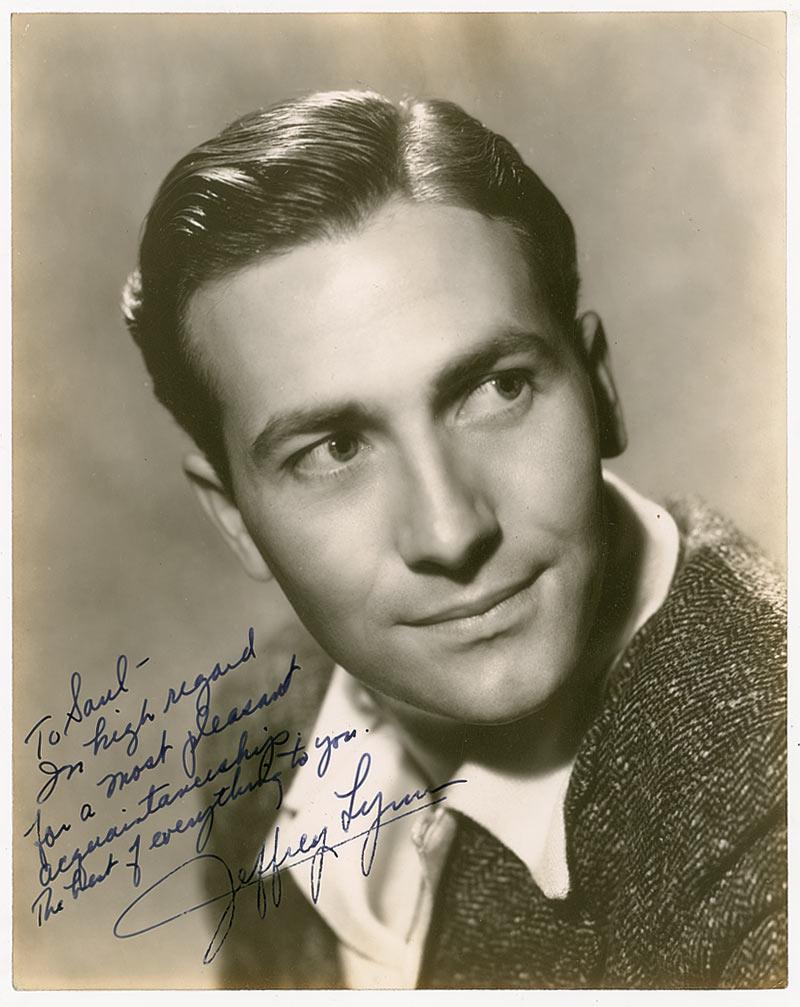 To Saul -
In high regard
for a most pleasant
acquaintanceship.
The best of everything to you.
Jeffrey Lynn